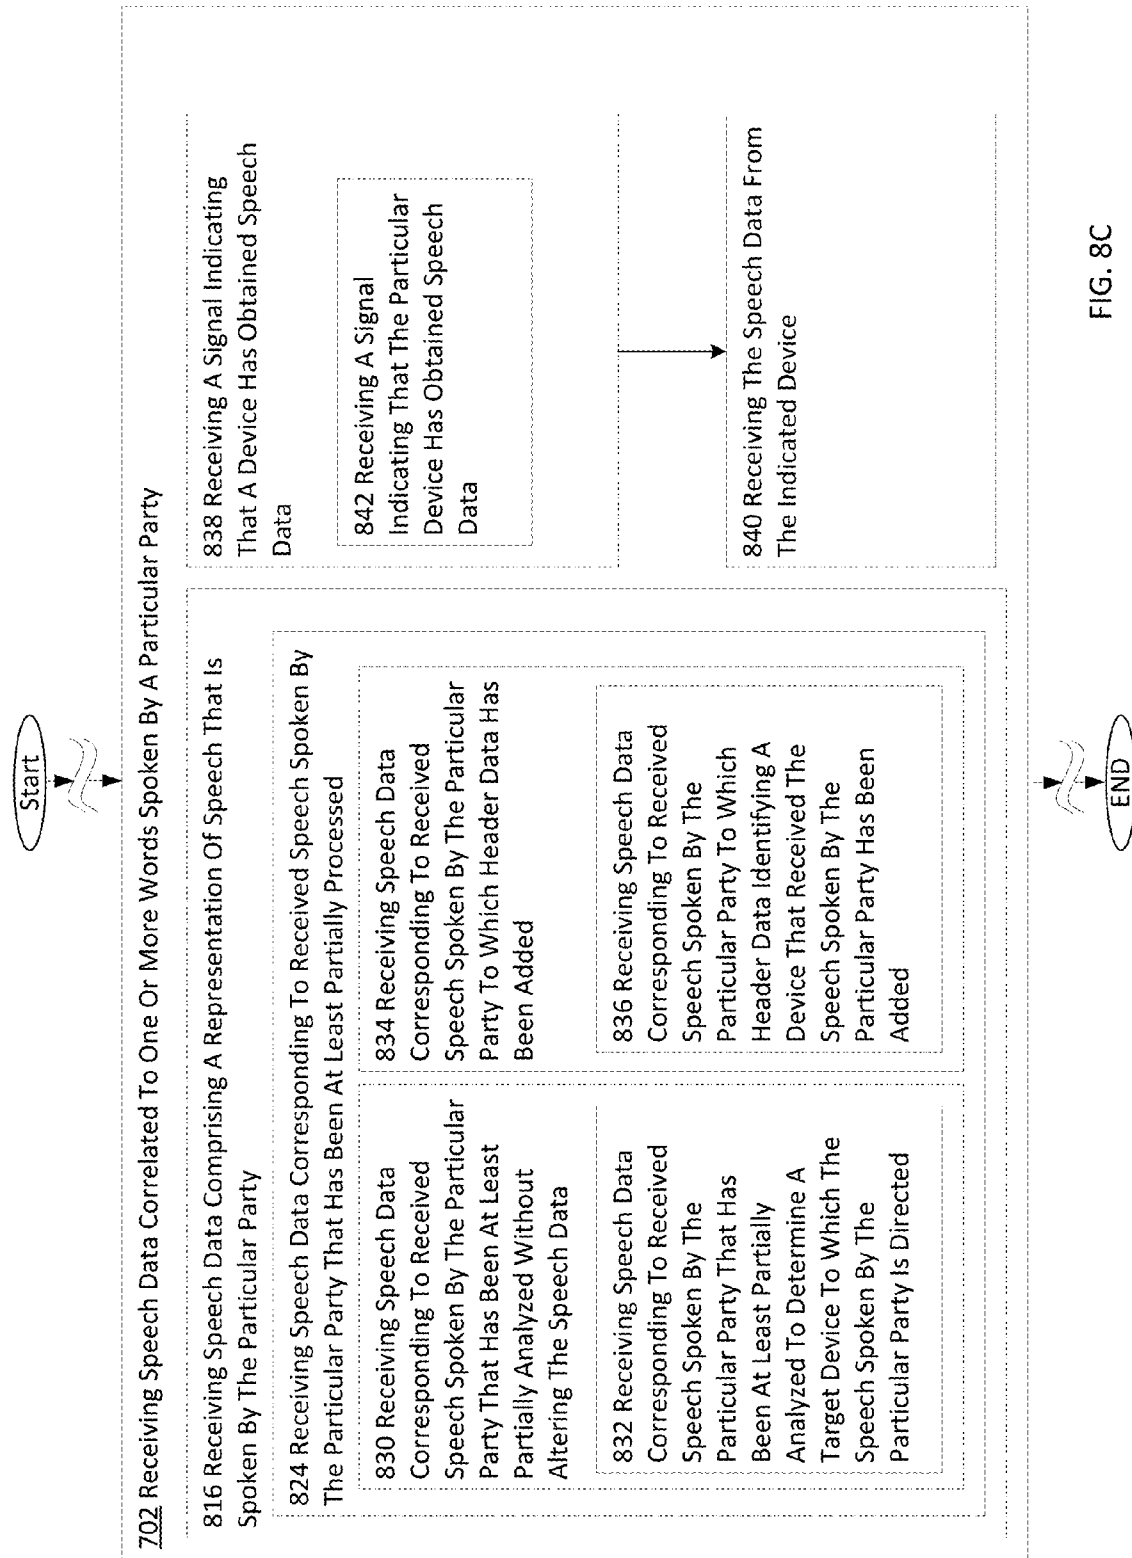 Start
702 Receiving Speech Data Correlated To One Or More Words Spoken By A Particular Party
816 Receiving Speech Data Comprising A Representation Of Speech That Is
Spoken By The Particular Party
824 Receiving Speech Data Corresponding To Received Speech Spoken By
The Particular Party That Has Been At Least Partially Processed
830 Receiving Speech Data
Corresponding To Received
Speech Spoken By The Particular
Party That Has Been At Least
Partially Analyzed Without
Altering The Speech Data
832 Receiving Speech Data
Corresponding To Received
Speech Spoken By The
Particular Party That Has
Been At Least Partially
Analyzed To Determine A
Target Device To Which The
Speech Spoken By The
Particular Party Is Directed
834 Receiving Speech Data
Corresponding To Received
Speech Spoken By The Particular
Party To Which Header Data Has
Been Added
836 Receiving Speech Data
Corresponding To Received
Speech Spoken By The
Particular Party To Which
Header Data Identifying A
Device That Received The
Speech Spoken By The
Particular Party Has Been
Added
838 Receiving A Signal Indicating
That A Device Has Obtained Speech
Data
842 Receiving A Signal
Indicating That The Particular
Device Has Obtained Speech
Data
840 Receiving The Speech Data From
The Indicated Device
END
FIG. 8C